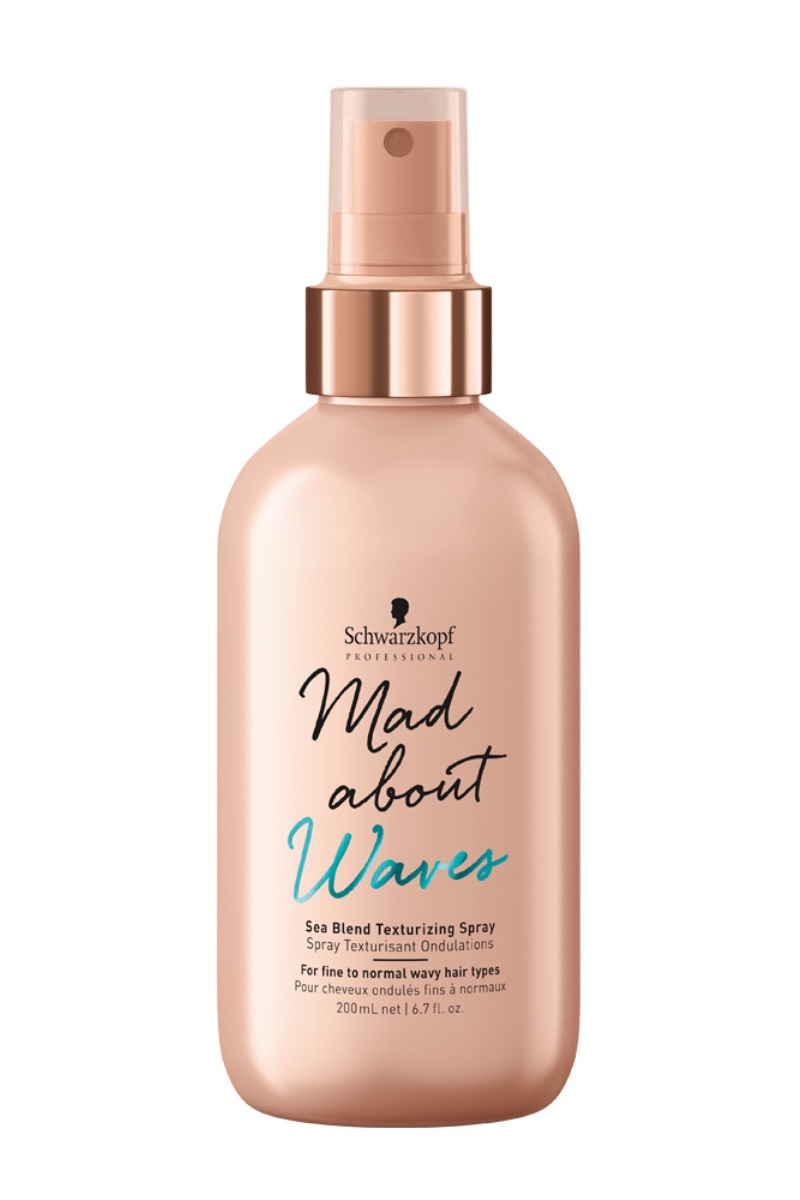 Schwarzkopf
PROFESSIONAL
Mad
about
Waves
Sea Blend Texturizing Spray
Spray Texturisant Ondulations
For fine to normal wavy hair types
Pour cheveux ondulés fins à normaux
200mL net | 6.7 fl. oz.